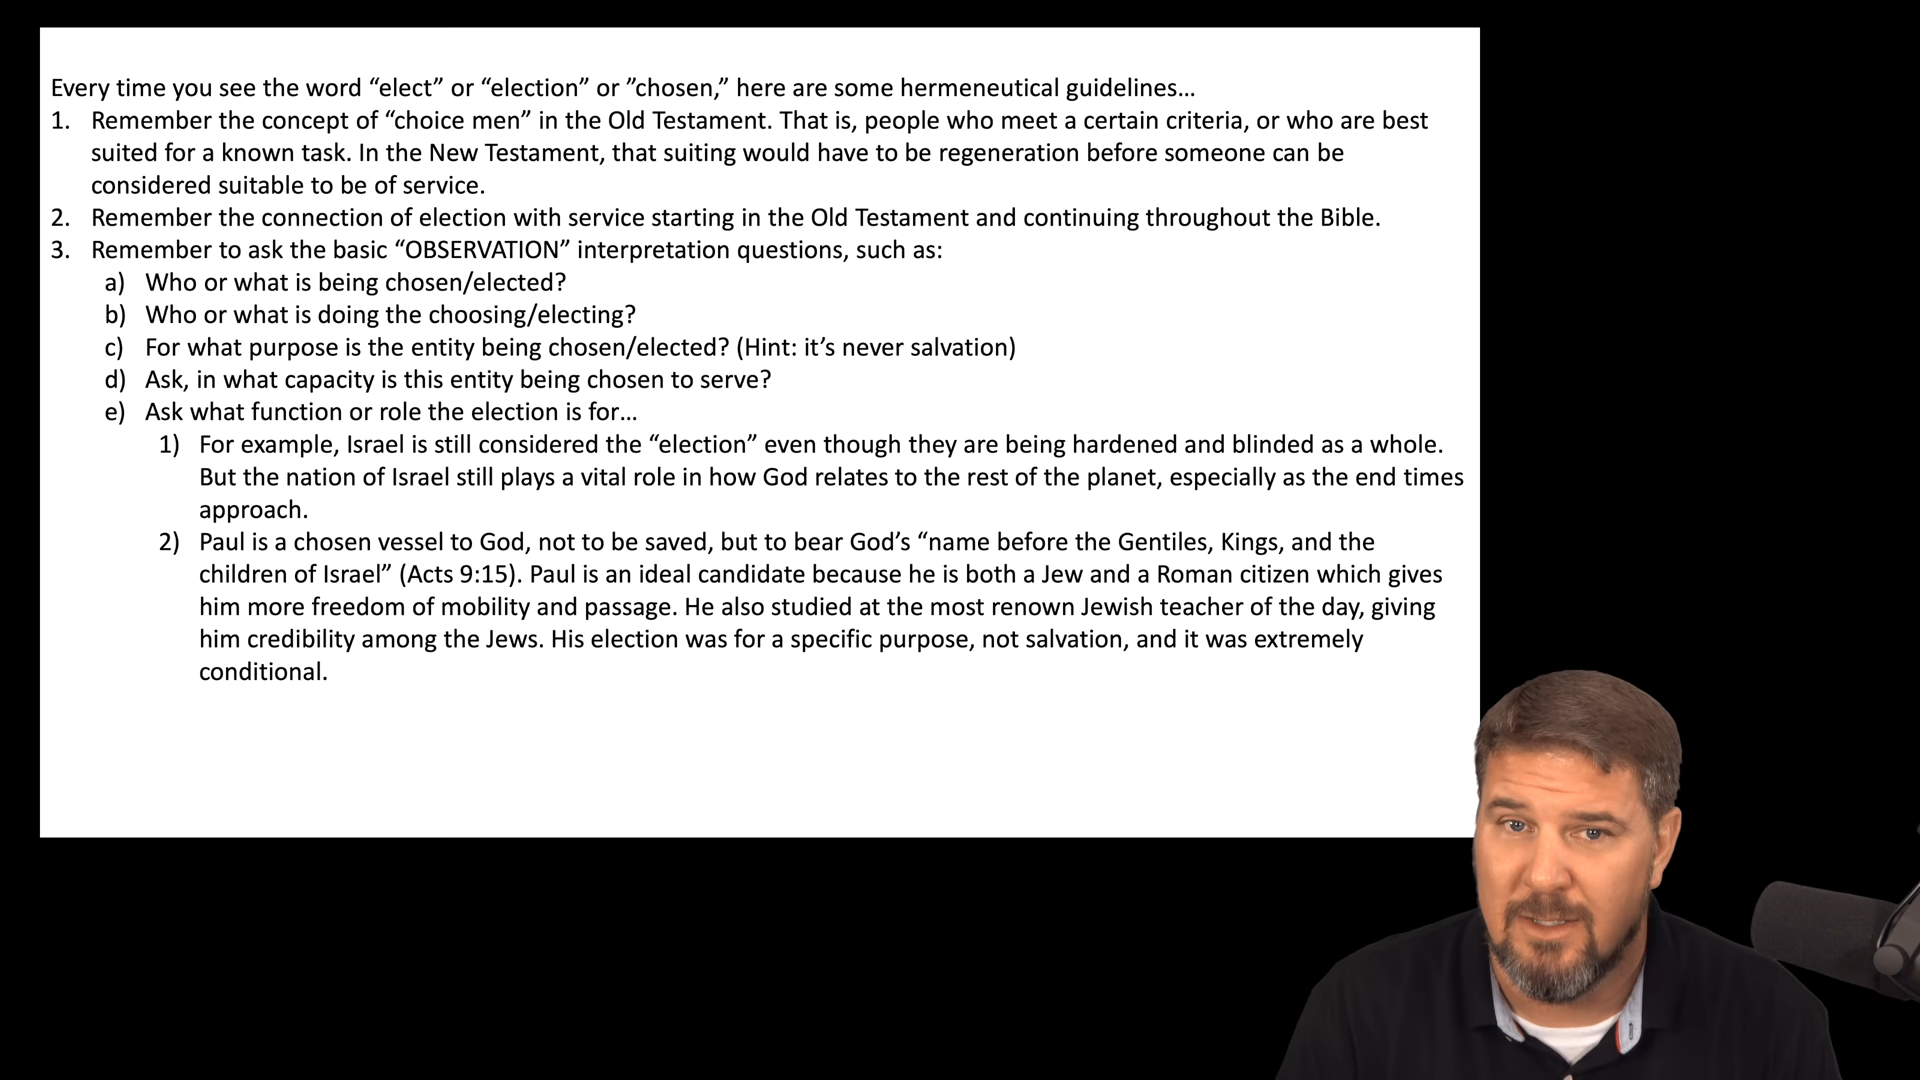 Every time you see the word “elect” or “election” or ”chosen,” here are some hermeneutical guidelines…
1. Remember the concept of “choice men” in the Old Testament. That is, people who meet a certain criteria, or who are best
suited for a known task. In the New Testament, that suiting would have to be regeneration before someone can be
considered suitable to be of service.
2. Remember the connection of election with service starting in the Old Testament and continuing throughout the Bible.
3. Remember to ask the basic “OBSERVATION” interpretation questions, such as:
a) Who or what is being chosen/elected?
b) Who or what is doing the choosing/electing?
c) For what purpose is the entity being chosen/elected? (Hint: it’s never salvation)
d) Ask, in what capacity is this entity being chosen to serve?
e) Ask what function or role the election is for…
1) For example, Israel is still considered the “election” even though they are being hardened and blinded as a whole.
But the nation of Israel still plays a vital role in how God relates to the rest of the planet, especially as the end times
approach.
2) Paul is a chosen vessel to God, not to be saved, but to bear God’s “name before the Gentiles, Kings, and the
children of Israel” (Acts 9:15). Paul is an ideal candidate because he is both a Jew and a Roman citizen which gives
him more freedom of mobility and passage. He also studied at the most renown Jewish teacher of the day, giving
him credibility among the Jews. His election was for a specific purpose, not salvation, and it was extremely
conditional.